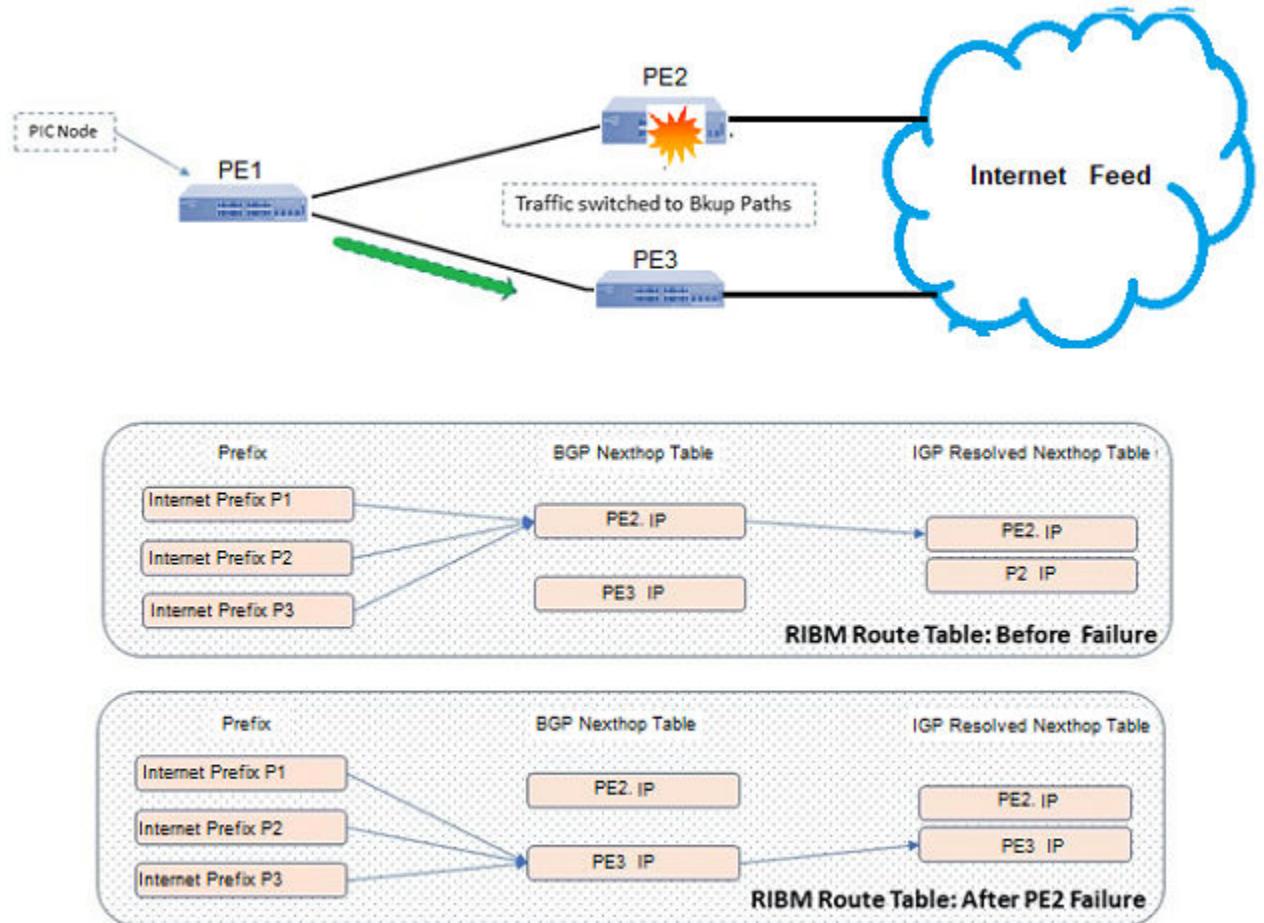 PE2
PIC Node
PE1
Internet Feed
Traffic switched to Bkup Paths
PE3
Prefix
BGP Nexthop Table
IGP Resolved Nexthop Table
Internet Prefix P1
PE2. IP
PE2. IP
Internet Prefix P2
P2 IP
PE3 IP
Internet Prefix P3
RIBM Route Table: Before Failure
Prefix
BGP Nexthop Table
IGP Resolved Nexthop Table
Internet Prefix P1
PE2. IP
PE2. IP
Internet Prefix P2
PE3 IP
PE3 IP
Internet Prefix P3
RIBM Route Table: After PE2 Failure